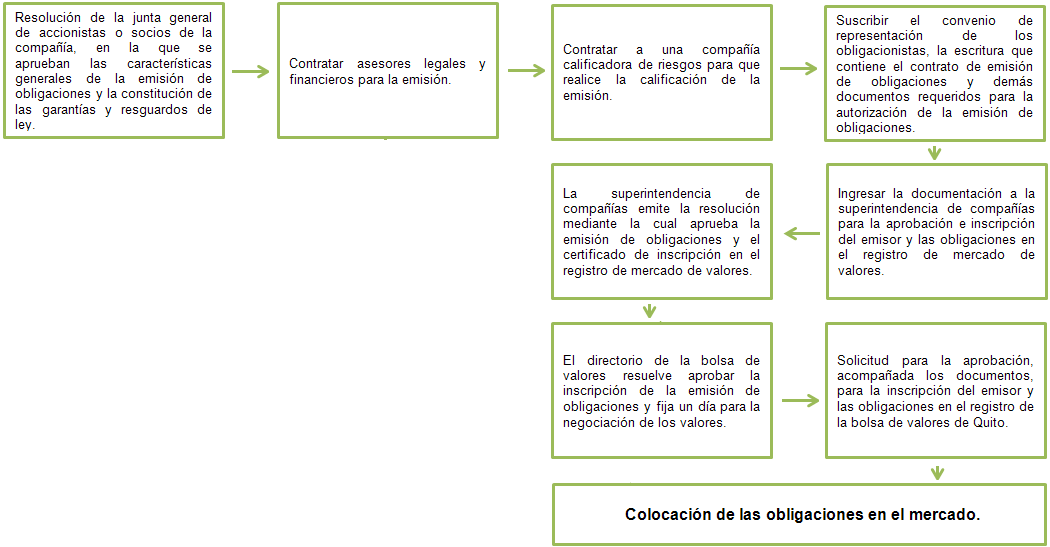 Resolución de la junta general
de accionistas o socios de la
compañía, en la que se
aprueban las características
generales de la emisión de
obligaciones y la constitución de
las garantías y resguardos de
ley.
Contratar asesores legales y
financieros para la emisión.
Contratar a una compañía
calificadora de riesgos para que
realice la calificación de la
emisión.
Suscribir el convenio de
representación de los
obligacionistas, la escritura que
contiene el contrato de emisión
de obligaciones y demás
documentos requeridos para la
autorización de la emisión de
obligaciones.
Ingresar la documentación a la
superintendencia de compañías
para la aprobación e inscripción
del emisor y las obligaciones en
el registro de mercado de
valores.
La superintendencia de
compañías emite la resolución
mediante la cual aprueba la
emisión de obligaciones y el
certificado de inscripción en el
registro de mercado de valores.
El directorio de la bolsa de
valores resuelve aprobar la
inscripción de la emisión de
obligaciones y fija un día para la
negociación de los valores.
Solicitud para la aprobación,
acompañada los documentos,
para la inscripción del emisor y
las obligaciones en el registro de
la bolsa de valores de Quito.
Colocación de las obligaciones en el mercado.